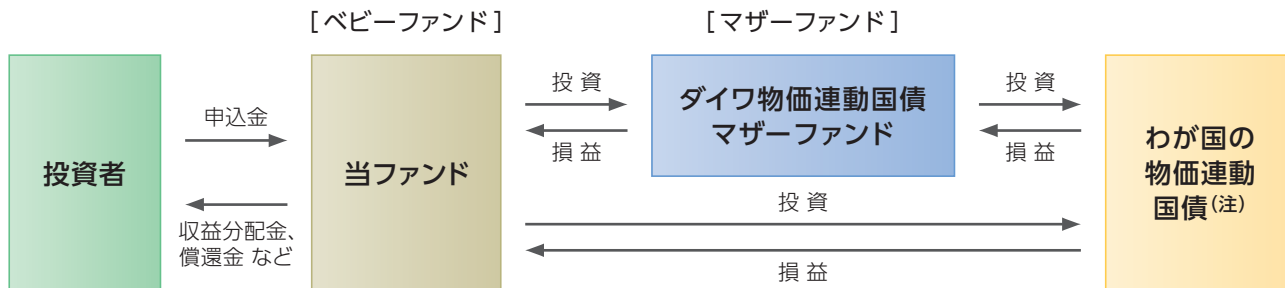 [ベビーファンド]
[マザーファンド]
投資者
申込金
収益分配金、
償還金 など
当ファンド
投 資
損 益
ダイワ物価連動国債
マザーファンド
投 資
損 益
投 資
損 益
わが国の
物価連動
国債(注)